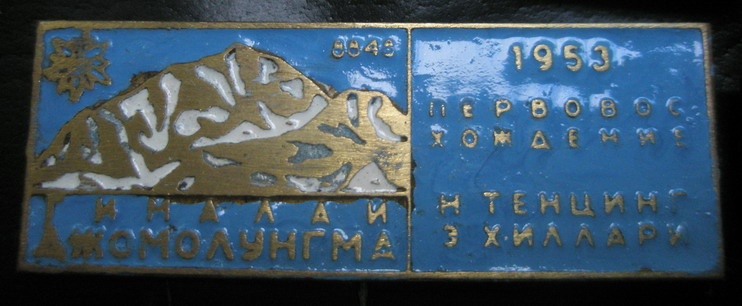 8848
ГИМАЛАИ
ДЖОМОЛУНГМА
1953
ПЕРВОВОС
ХОЖДЕНИЕ
Н ТЕНЦИНГ
Э ХИЛЛАРИ